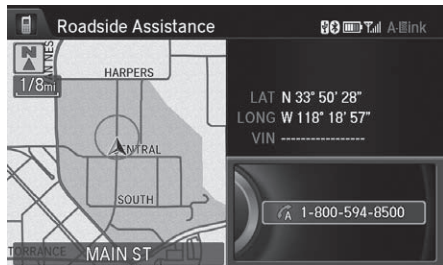 Roadside Assistance
A-Link
N
1/8mi
HARPERS
LAT N 33° 50' 28"
LONG W 118° 18' 57"
VIN ----------------
SOUTH
A 1-800-594-8500
TORRANCE
MAIN ST